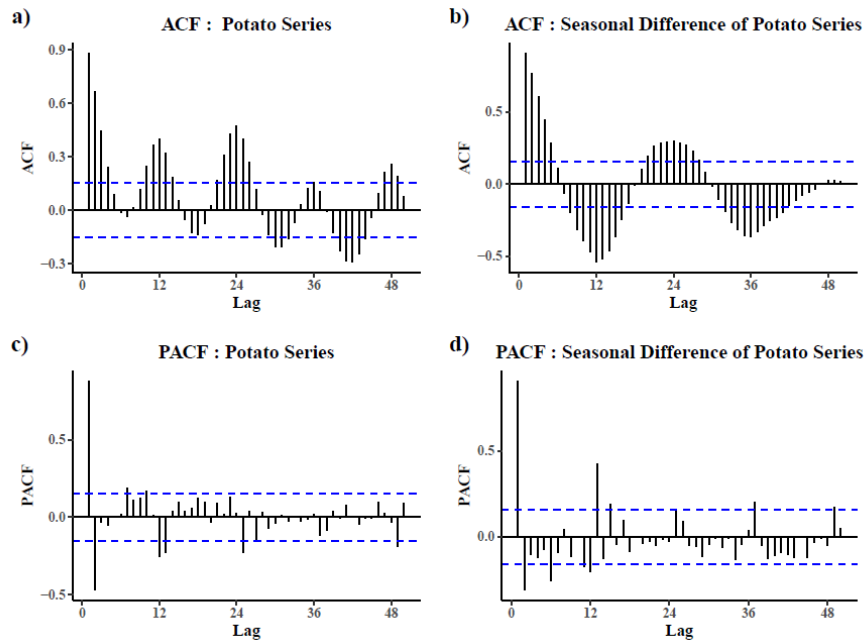 a)
ACF : Potato Series
0.9
0.6
0.3
0.0
−0.3
ACF
0 12 24 36 48
Lag
b)
ACF : Seasonal Difference of Potato Series
0.5
0.0
−0.5
ACF
0 12 24 36 48
Lag
c)
PACF : Potato Series
0.5
0.0
−0.5
PACF
0 12 24 36 48
Lag
d)
PACF : Seasonal Difference of Potato Series
0.5
0.0
PACF
0 12 24 36 48
Lag